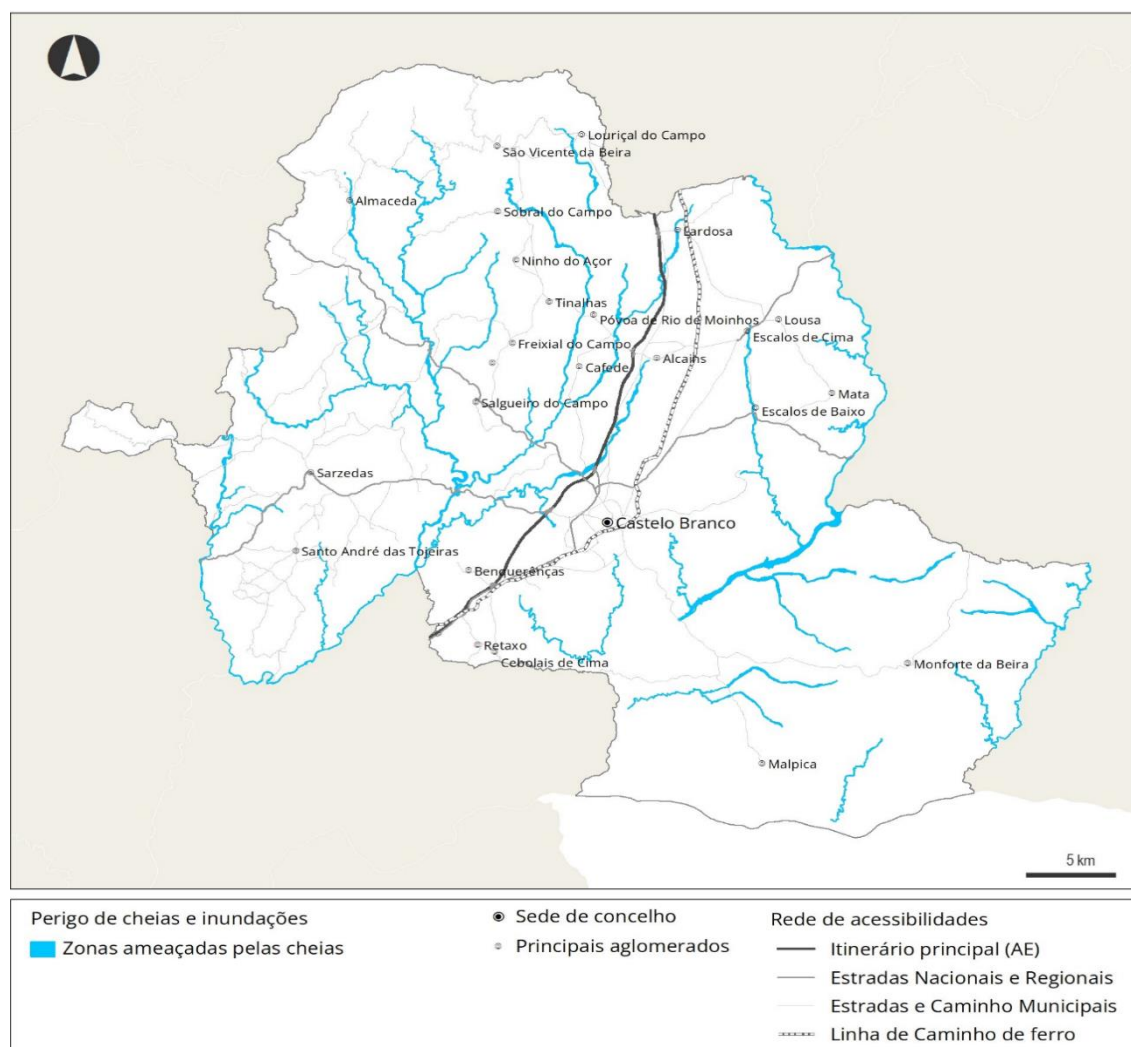 Louriçal do Campo
São Vicente da Beira
Almaceda
Sobral do Campo
Lardosa
Ninho do Açor
Tinalhas
Póvoa de Rio de Moinhos
Lousa
Escalos de Cima
Freixial do Campo
Alcains
Cafede
Mata
Salgueiro do Campo
Escalos de Baixo
Sarzedas
Castelo Branco
Santo André das Tojeiras
Benquerenças
Retaxo
Cebolais de Cima
Monforte da Beira
Malpica
5 km
Perigo de cheias e inundações
Zonas ameaçadas pelas cheias
Sede de concelho
Principais aglomerados
Rede de acessibilidades
Itinerário principal (AE)
Estradas Nacionais e Regionais
Estradas e Caminho Municipais
Linha de Caminho de ferro